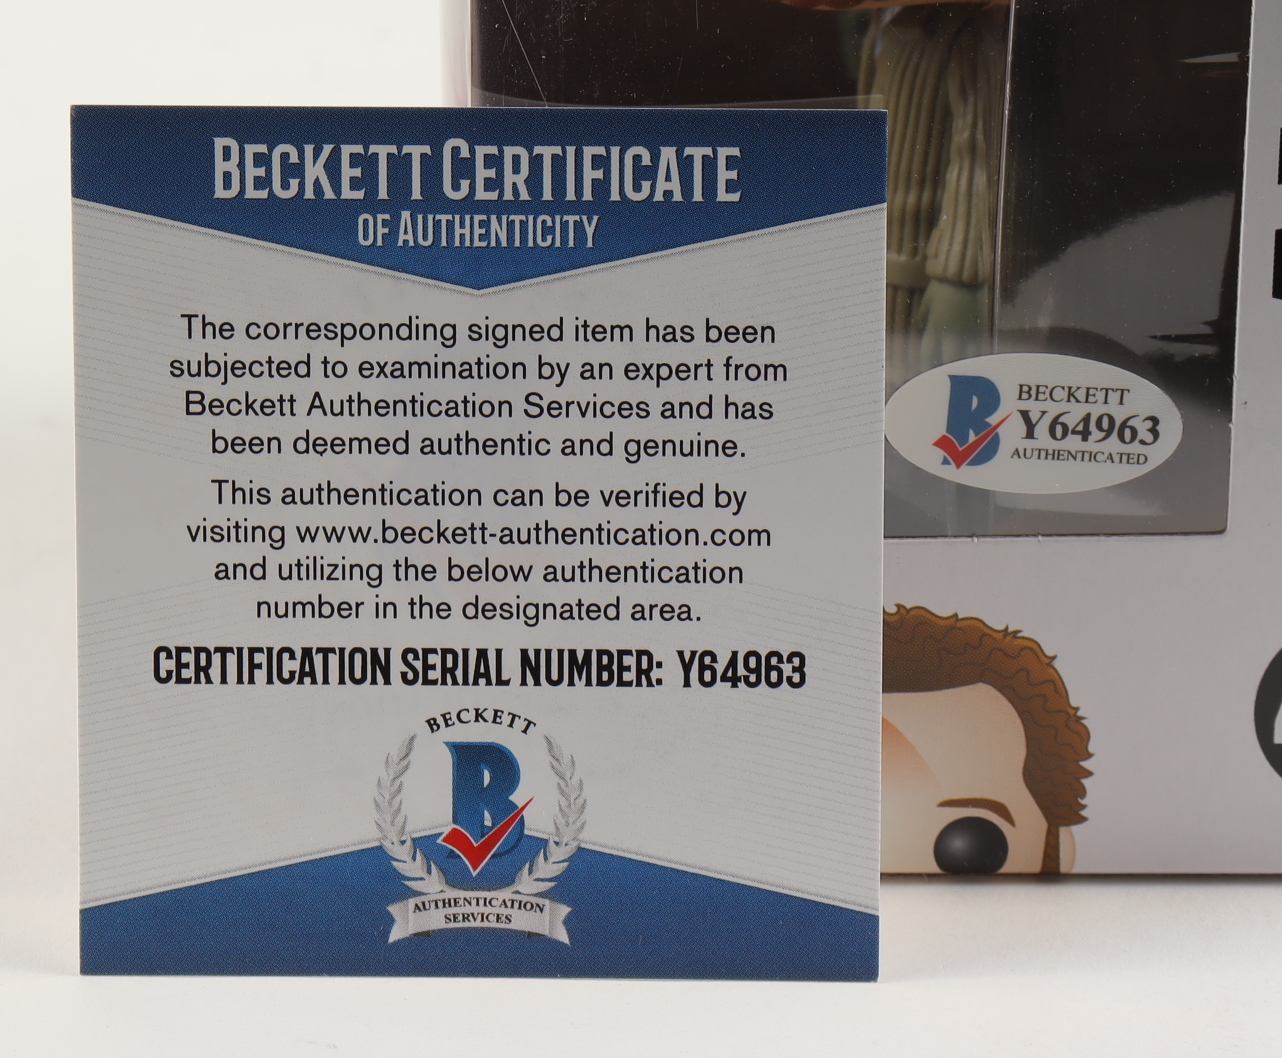 BECKETT CERTIFICATE
OF AUTHENTICITY
The corresponding signed item has been
subjected to examination by an expert from
Beckett Authentication Services and has
been deemed authentic and genuine.
This authentication can be verified by
visiting www.beckett-authentication.com
and utilizing the below authentication
number in the designated area.
CERTIFICATION SERIAL NUMBER: Y64963
BECKETT
B
AUTHENTICATION
SERVICES
B
BECKETT
Y64963
AUTHENTICATED